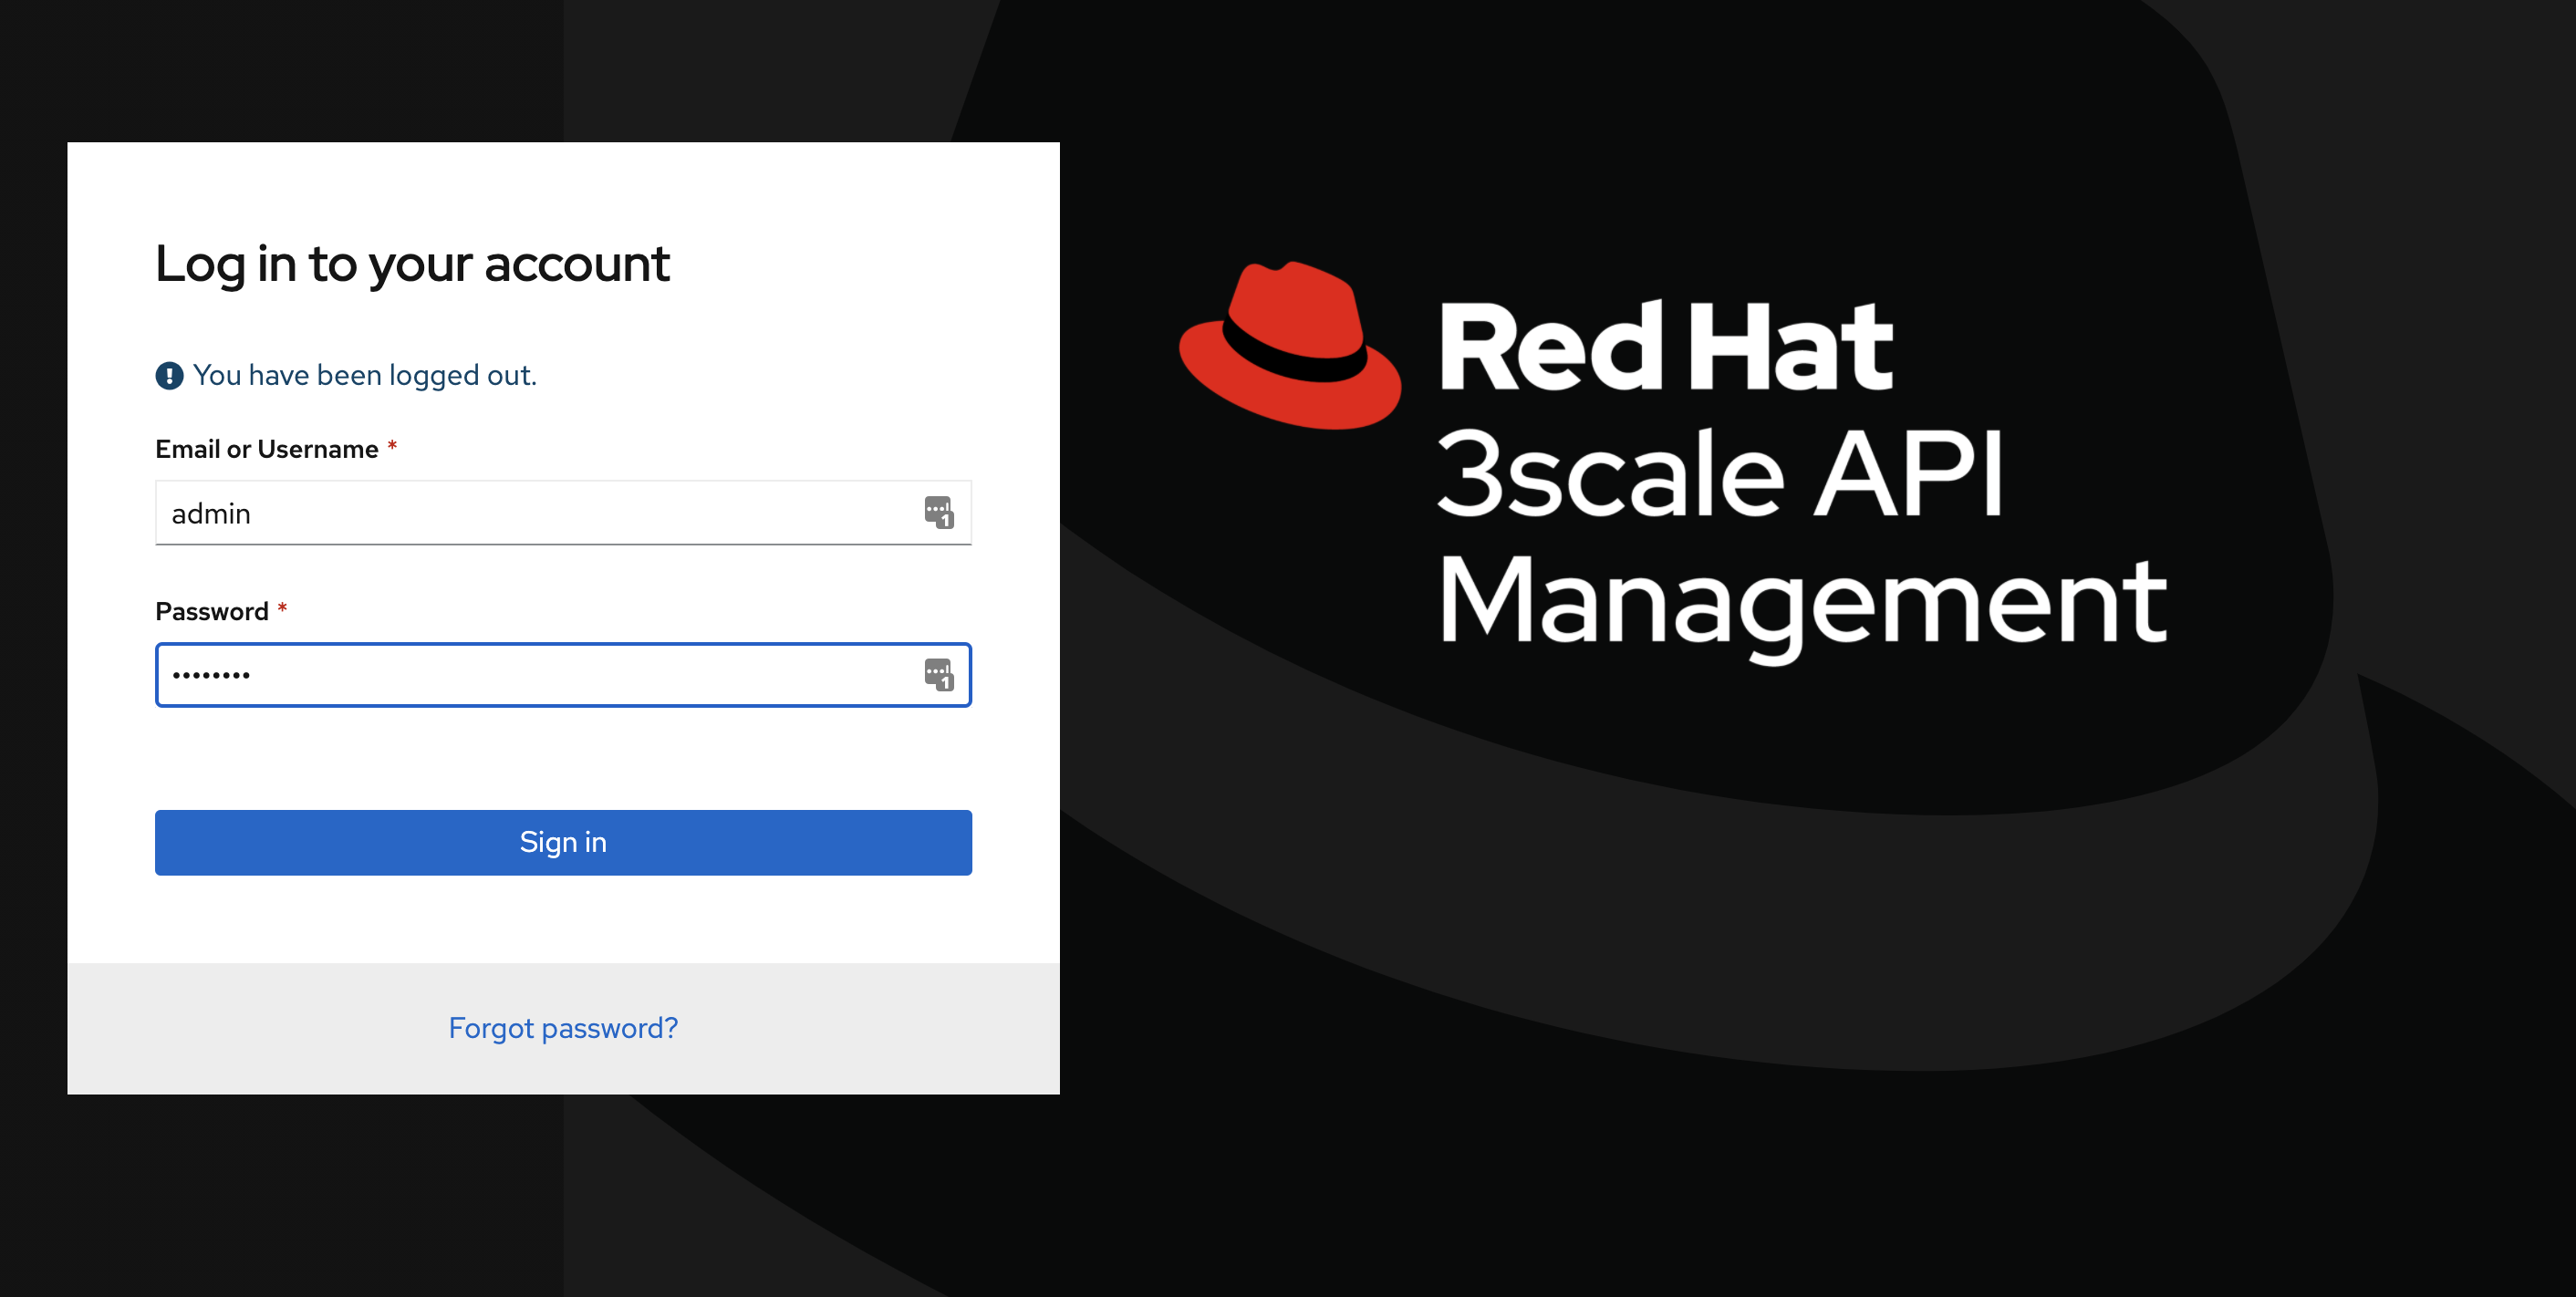 Log in to your account
You have been logged out.
Email or Username *
admin
Password *
••••••••
Sign in
Forgot password?
Red Hat
3scale API
Management